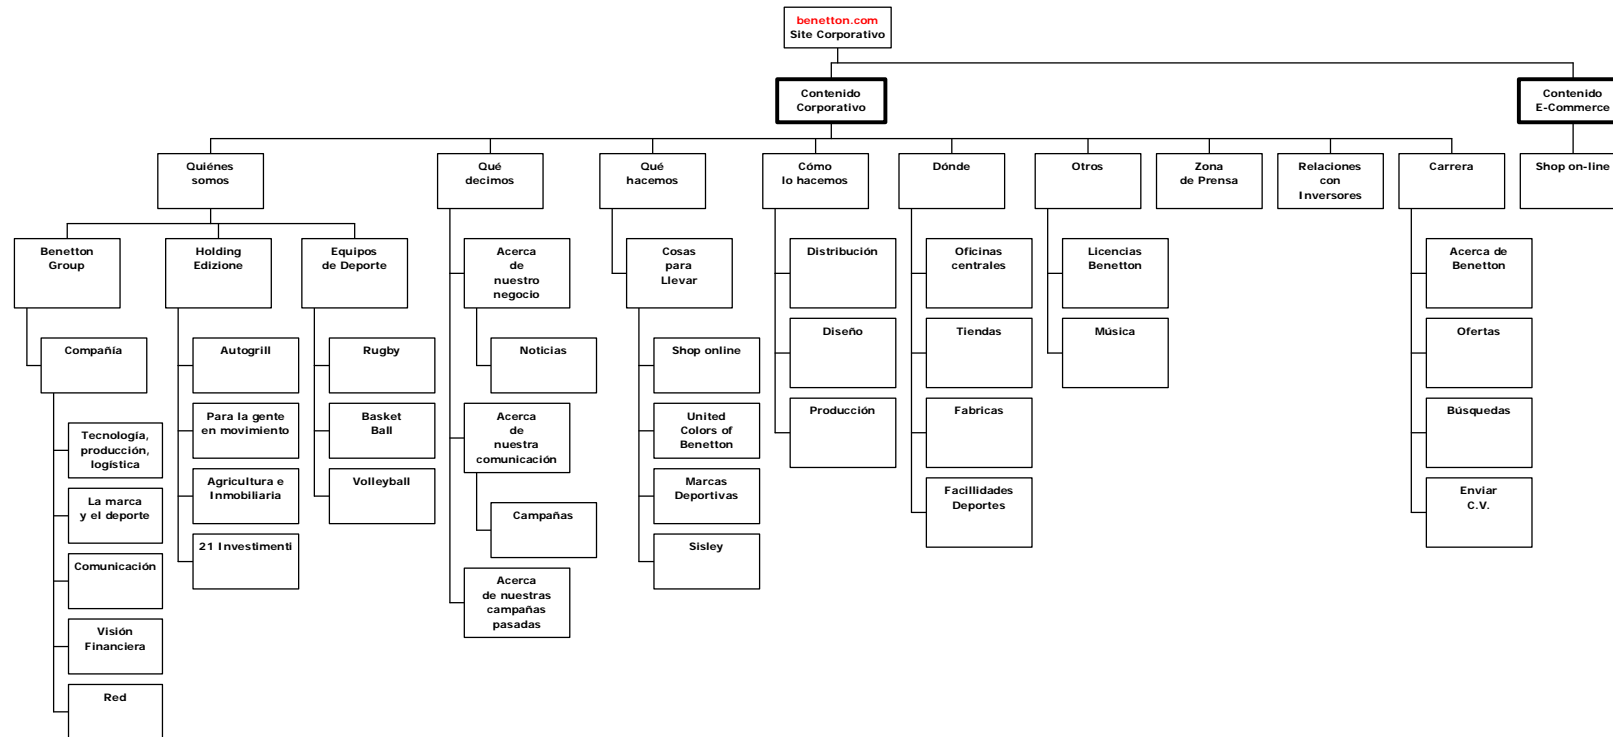 benetton.com
Site Corporativo
Contenido
Corporativo
Contenido
E-Commerce
Quiénes
somos
Qué
decimos
Qué
hacemos
Cómo
lo hacemos
Dónde
Otros
Zona
de Prensa
Relaciones
con
Inversores
Carrera
Shop on-line
Benetton
Group
Holding
Edizione
Equipos
de Deporte
Acerca
de
nuestro
negocio
Cosas
para
Llevar
Distribución
Oficinas
centrales
Licencias
Benetton
Acerca de
Benetton
Compañía
Autogrill
Rugby
Noticias
Shop online
Diseño
Tiendas
Música
Ofertas
Tecnología,
producción,
logística
Para la gente
en movimiento
Basket
Ball
Acerca
de
nuestra
comunicación
United
Colors of
Benetton
Producción
Fabricas
Búsquedas
La marca
y el deporte
Agricultura e
Inmobiliaria
Volleyball
Campañas
Marcas
Deportivas
Facillidades
Deportes
Enviar
C.V.
Comunicación
21 Investimenti
Acerca
de nuestras
campañas
pasadas
Sisley
Visión
Financiera
Red